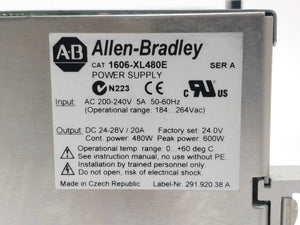 AB Allen-Bradley
CAT 1606-XL480E SER A
POWER SUPPLY
N223 CE c UL us
Input: AC 200-240V 5A 50-60Hz
(Operational range: 184...264Vac)
Output: DC 24-28V / 20A Factory set: 24.0V
Cont. power: 480W Peak power: 600W
Operational temp range: 0...+60 deg C
See instruction manual, no use without PE.
Installation by trained personnel only.
Do not open, risk of electrical shock.
Made in Czech Republic Label-Nr. 291.920.38 A